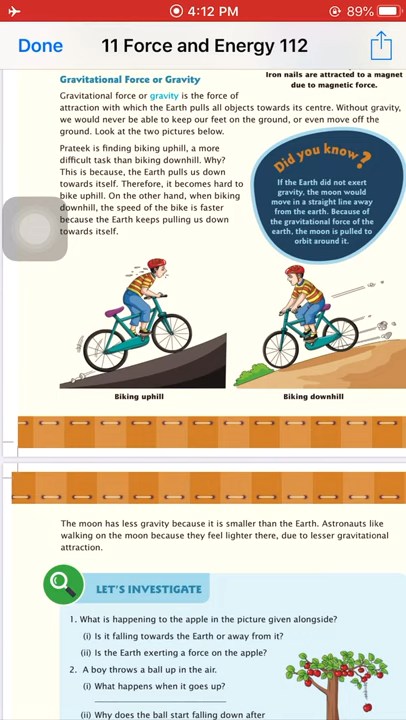 4:12 PM
89%
Done
11 Force and Energy 112
Gravitational Force or Gravity
Iron nails are attracted to a magnet
due to magnetic force.
Gravitational force or gravity is the force of
attraction with which the Earth pulls all objects towards its centre. Without gravity,
we would never be able to keep our feet on the ground, or even move off the
ground. Look at the two pictures below.
Prateek is finding biking uphill, a more
difficult task than biking downhill. Why?
This is because, the Earth pulls us down
towards itself. Therefore, it becomes hard to
bike uphill. On the other hand, when biking
downhill, the speed of the bike is faster
because the Earth keeps pulling us down
towards itself.
Did you know?
If the Earth did not exert
gravity, the moon would
move in a straight line away
from the earth. Because of
the gravitational force of the
earth, the moon is pulled to
orbit around it.
Biking uphill
Biking downhill
The moon has less gravity because it is smaller than the Earth. Astronauts like
walking on the moon because they feel lighter there, due to lesser gravitational
attraction.
LET'S INVESTIGATE
1. What is happening to the apple in the picture given alongside?
(i) Is it falling towards the Earth or away from it?
(ii) Is the Earth exerting a force on the apple?
2. A boy throws a ball up in the air.
(i) What happens when it goes up?
(ii) Why does the ball start falling down after